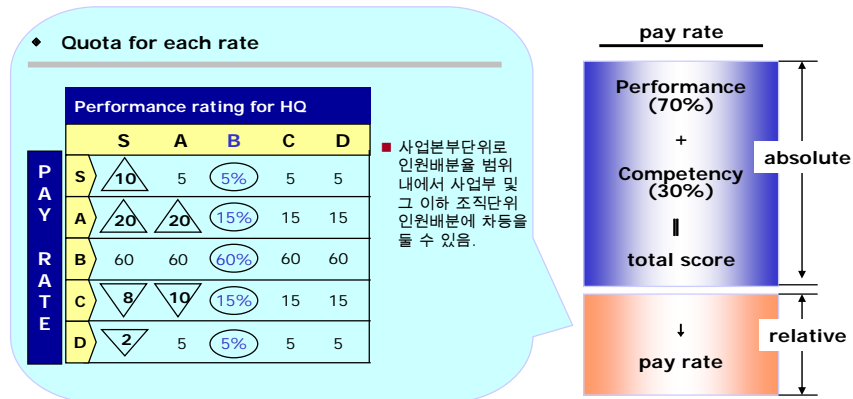 ◆ Quota for each rate
Performance rating for HQ
S A B C D
PAY RATE
S 10 5 5% 5 5
A 20 20 15% 15 15
B 60 60 60% 60 60
C 8 10 15% 15 15
D 2 5 5% 5 5
■ 사업본부단위로
인원배분율 범위
내에서 사업부 및
그 이하 조직단위
인원배분에 차등을
둘 수 있음.
pay rate
Performance
(70%)
+
Competency
(30%)
॥
total score
absolute
↓
pay rate
relative